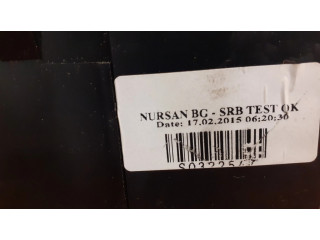 NURSAN BG - SRB TEST OK
Date: 17.02.2015 06:20:30